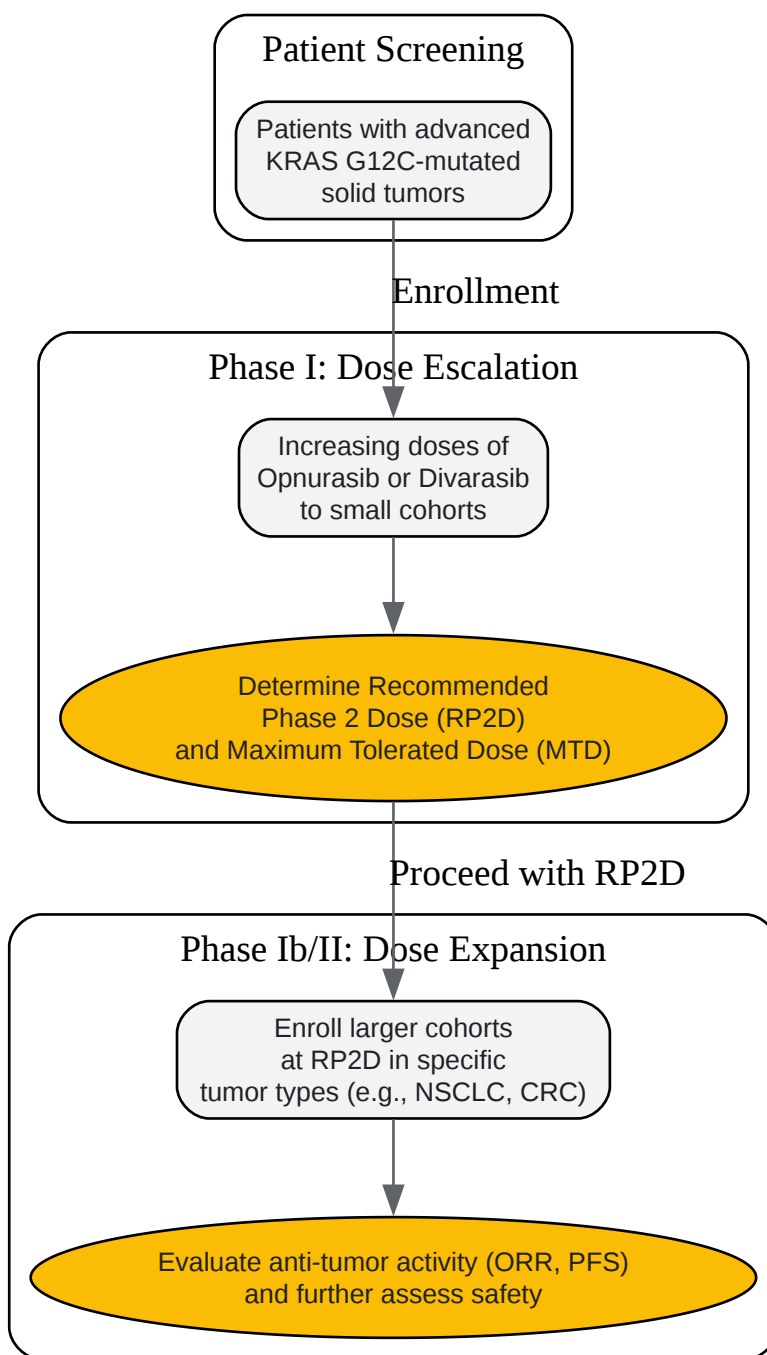 Patient Screening
Patients with advanced
KRAS G12C-mutated
solid tumors
Enrollment
Phase I: Dose Escalation
Increasing doses of
Opnurasib or Divarasib
to small cohorts
Determine Recommended
Phase 2 Dose (RP2D)
and Maximum Tolerated Dose (MTD)
Proceed with RP2D
Phase Ib/II: Dose Expansion
Enroll larger cohorts
at RP2D in specific
tumor types (e.g., NSCLC, CRC)
Evaluate anti-tumor activity (ORR, PFS)
and further assess safety